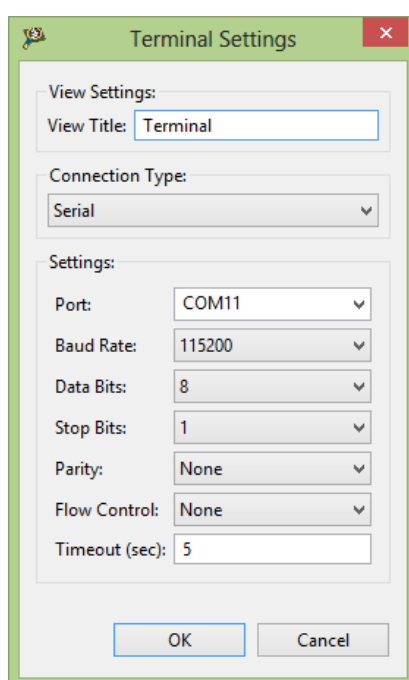 Terminal Settings
View Settings:
View Title: Terminal
Connection Type:
Serial
Settings:
Port: COM11
Baud Rate: 115200
Data Bits: 8
Stop Bits: 1
Parity: None
Flow Control: None
Timeout (sec): 5
OK Cancel